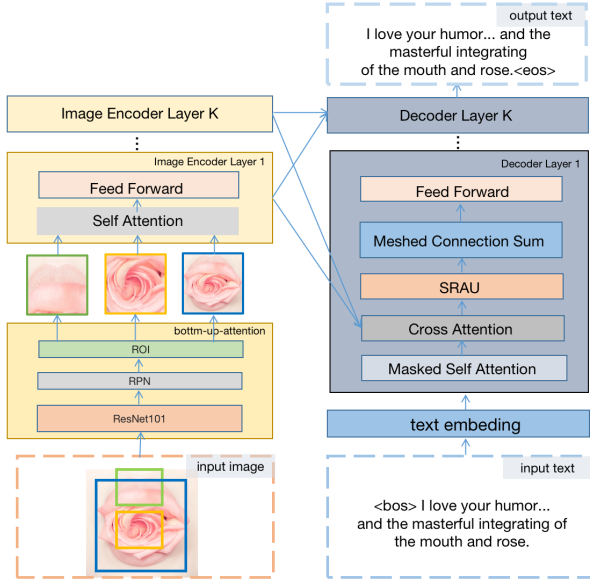 output text
I love your humor... and the
masterful integrating
of the mouth and rose.<eos>
Image Encoder Layer K
Decoder Layer K
Image Encoder Layer 1
Feed Forward
Self Attention
Decoder Layer 1
Feed Forward
Meshed Connection Sum
SRAU
Cross Attention
Masked Self Attention
bottm-up-attention
ROI
RPN
ResNet101
text embeding
input image
input text
<bos> I love your humor...
and the masterful integrating of
the mouth and rose.